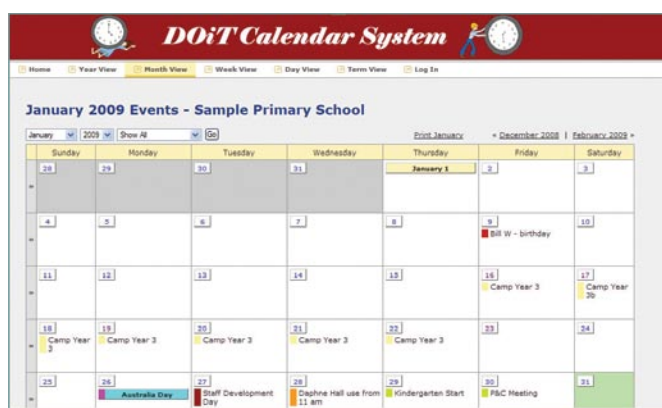 DOiT Calendar System
Home Year View Month View Week View Day View Term View Log In
January 2009 Events - Sample Primary School
January 2009 Show All Go Print January « December 2008 | February 2009 »
Sunday Monday Tuesday Wednesday Thursday Friday Saturday
28 29 30 31 January 1 2 3
4 5 6 7 8 9 10
Bill W - birthday
11 12 13 14 15 16 17
Camp Year 3 Camp Year
3b
18 19 20 21 22 23 24
Camp Year Camp Year 3 Camp Year 3 Camp Year 3 Camp Year 3
3
25 26 27 28 29 30 31
Australia Day Staff Development Daphne Hall use from Kindergarten Start P&C Meeting
Day 11 am